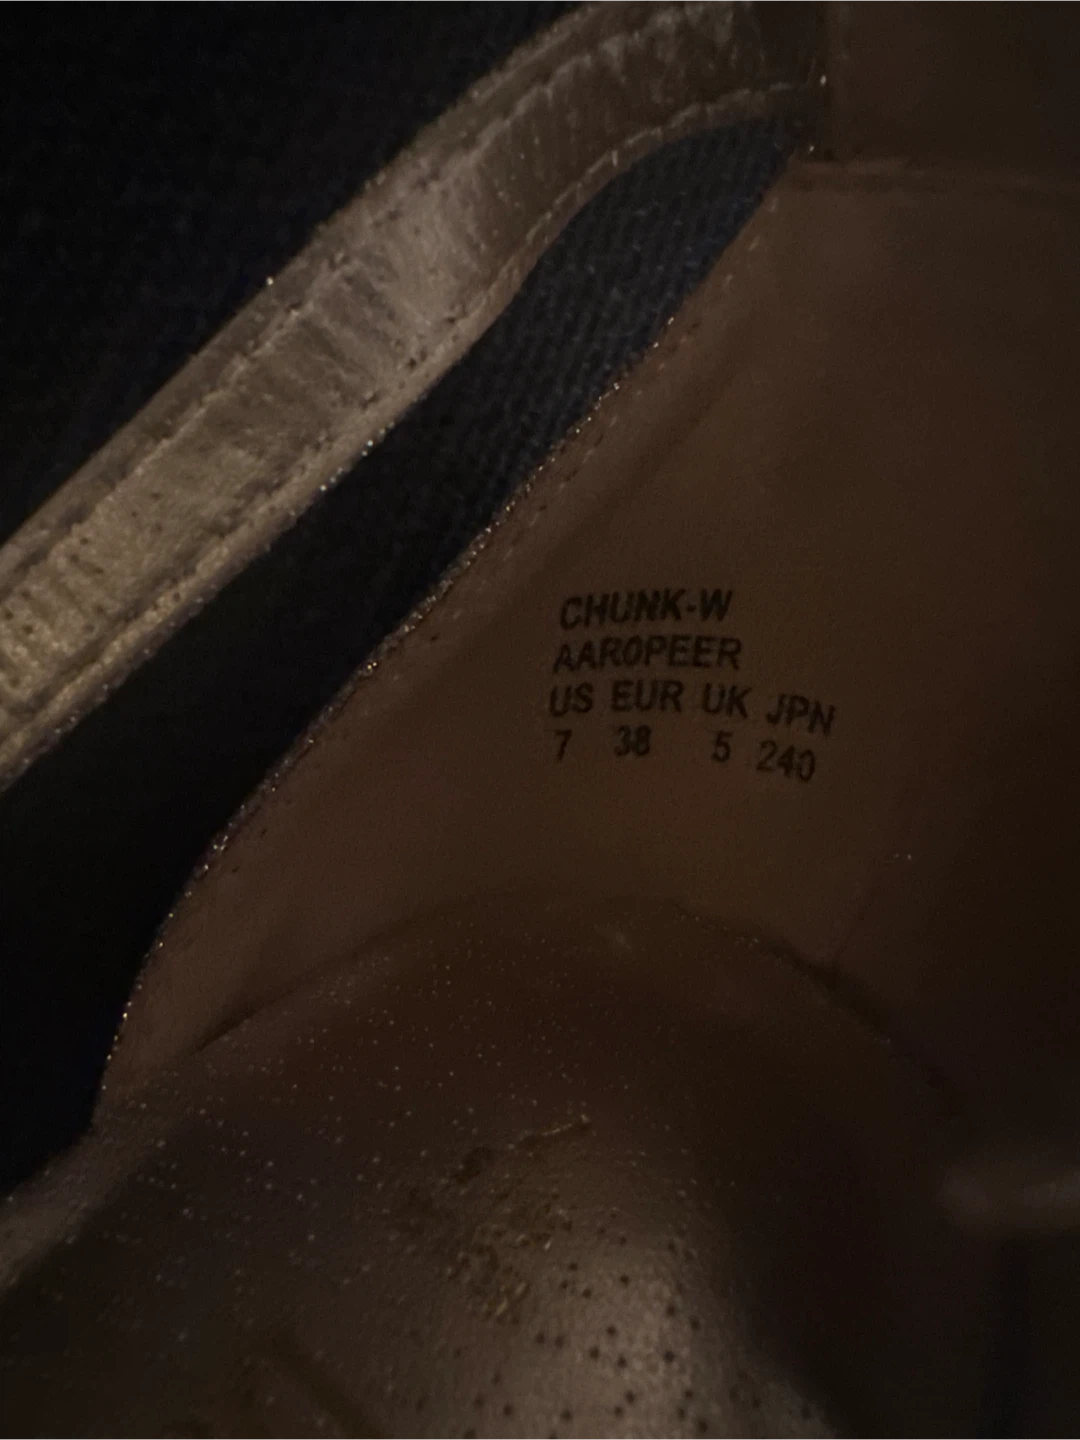 CHUNK-W
AAROPEER
US EUR UK JPN
7 38 5 240